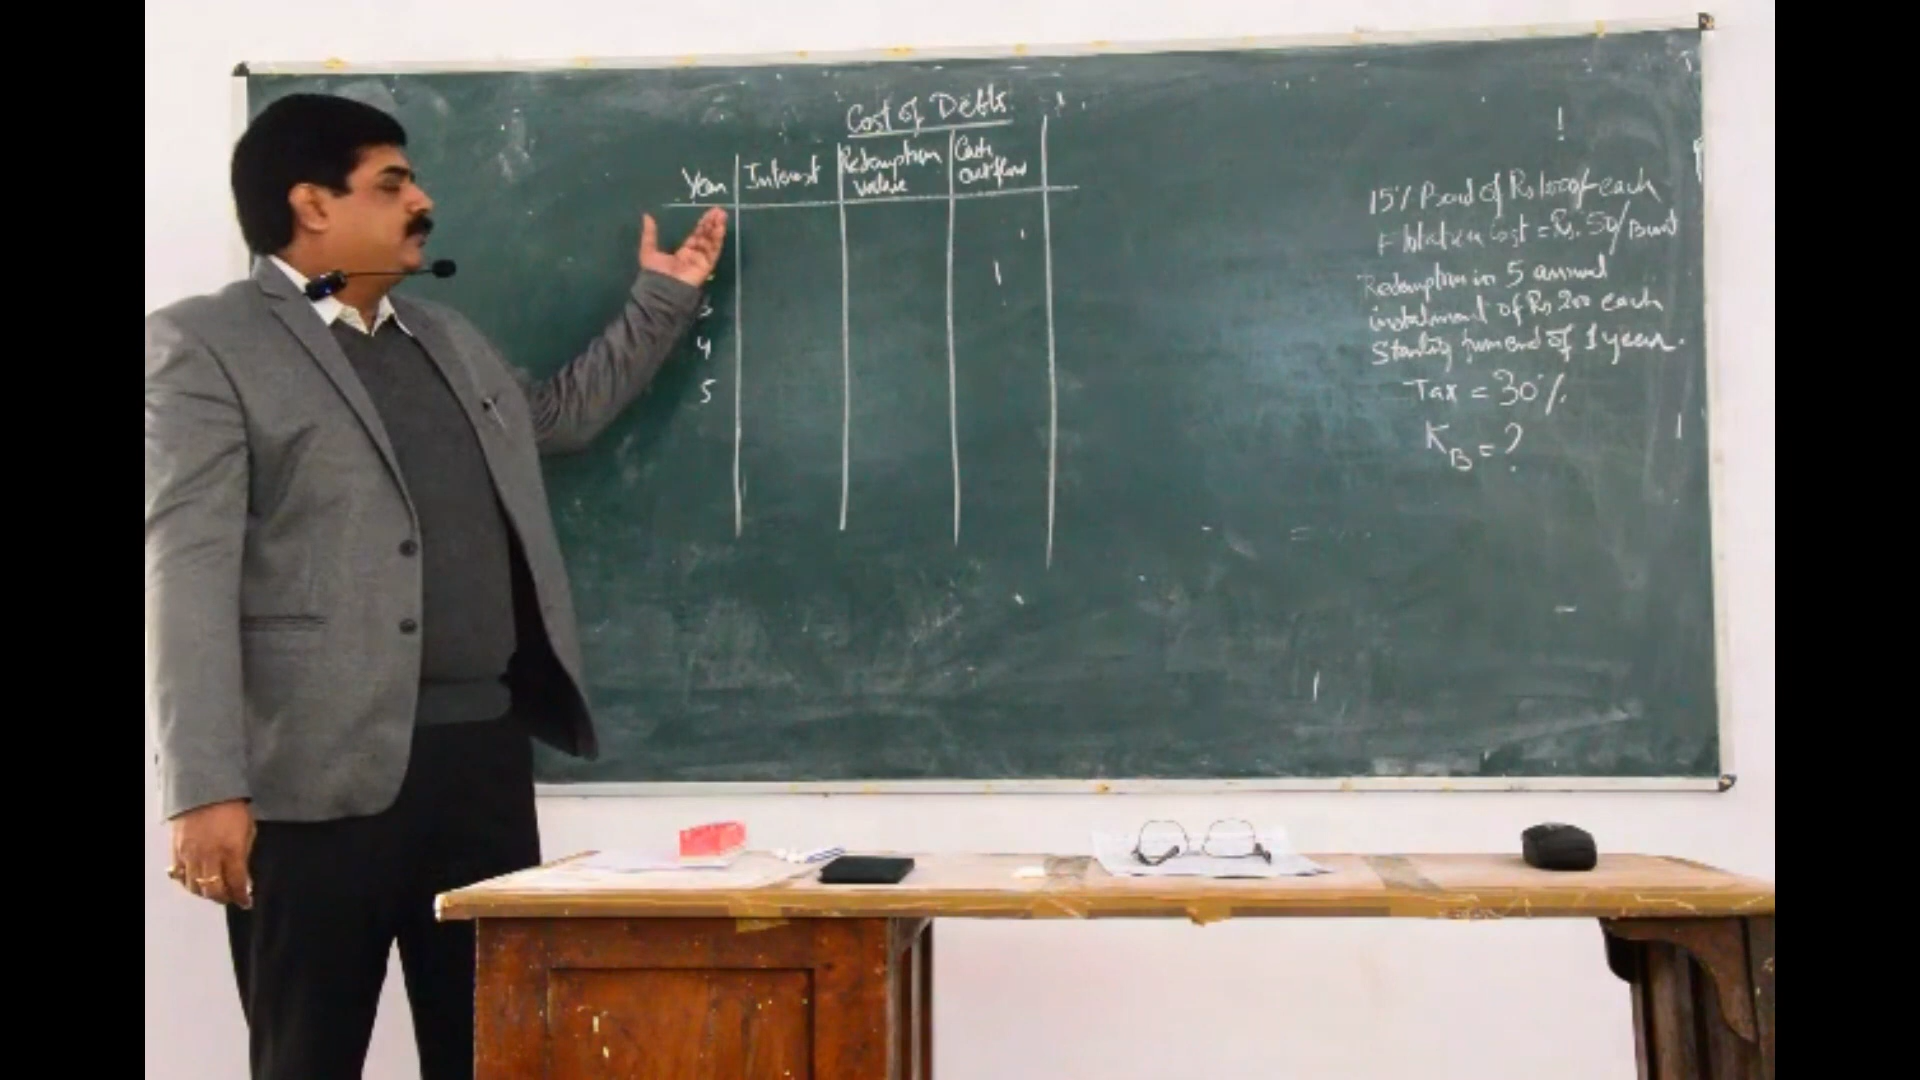 Cost of Debt
Year Interest Redemption value Cash outflow
3
4
5
15% Bond of Rs 1000/- each
Flotation Cost = Rs. 50/Bond
Redemption in 5 annual
instalment of Rs 200 each
Starting from end of 1 year.
Tax = 30%
KB = ?